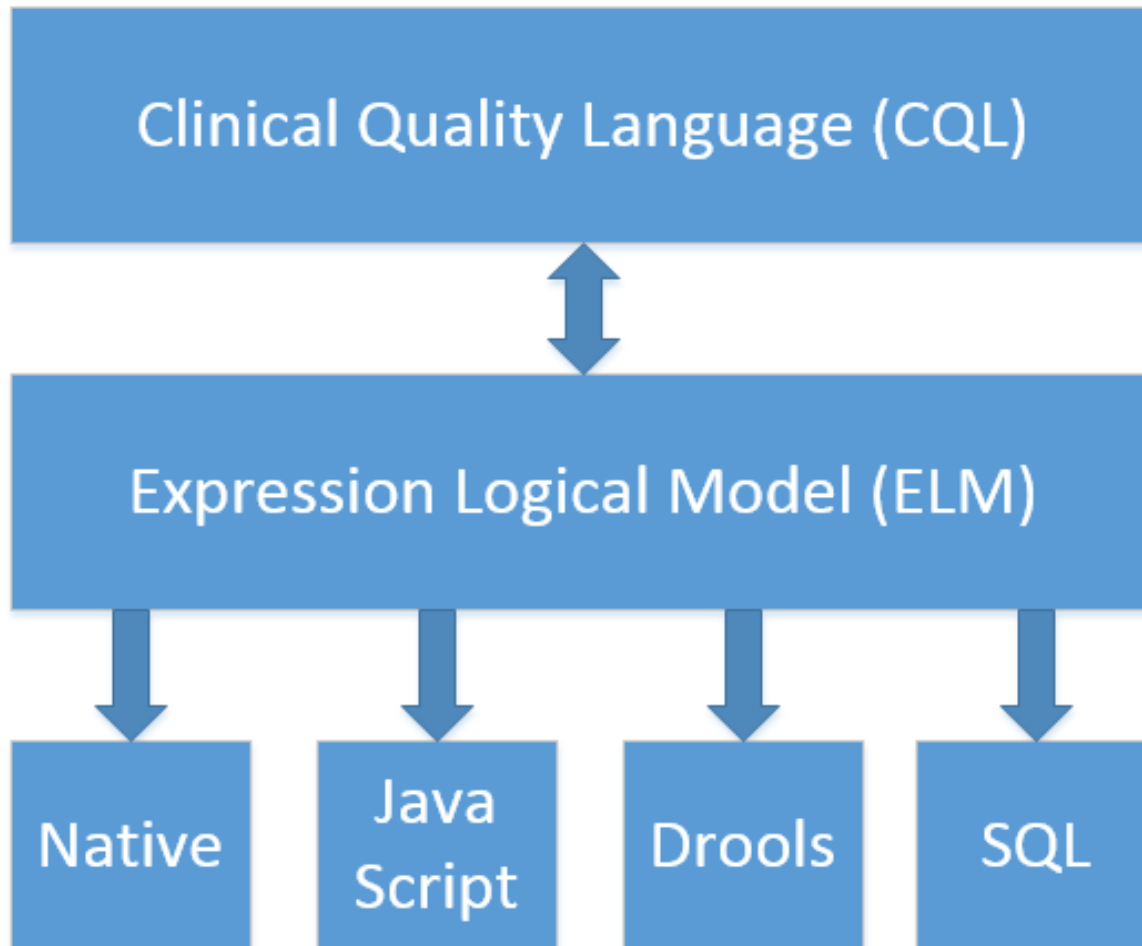 Clinical Quality Language (CQL)
Expression Logical Model (ELM)
Native
Java
Script
Drools
SQL